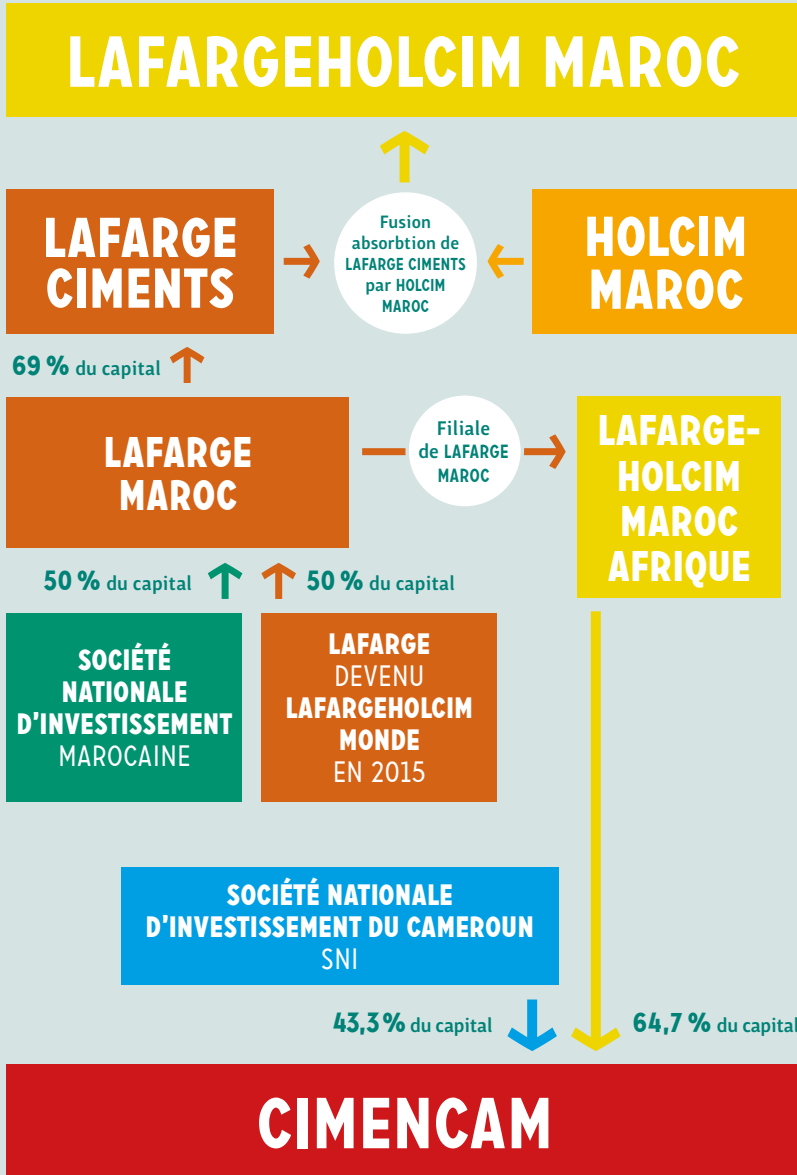 LAFARGEHOLCIM MAROC
LAFARGE
CIMENTS
Fusion
absorbtion de
LAFARGE CIMENTS
par HOLCIM
MAROC
HOLCIM
MAROC
69 % du capital
LAFARGE
MAROC
Filiale
de LAFARGE
MAROC
LAFARGE-
HOLCIM
MAROC
AFRIQUE
50 % du capital
50 % du capital
SOCIÉTÉ
NATIONALE
D'INVESTISSEMENT
MAROCAINE
LAFARGE
DEVENU
LAFARGEHOLCIM
MONDE
EN 2015
SOCIÉTÉ NATIONALE
D'INVESTISSEMENT DU CAMEROUN
SNI
43,3 % du capital
64,7 % du capital
CIMENCAM